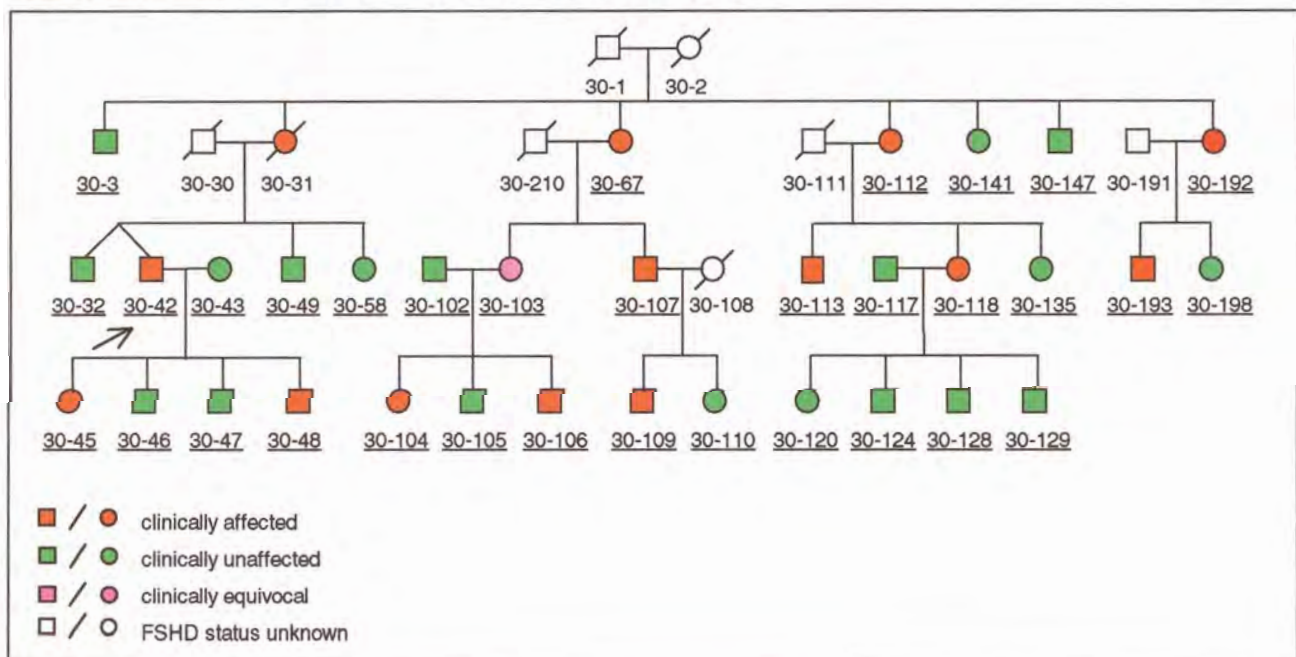 30-1 30-2
30-3 30-30 30-31 30-210 30-67 30-111 30-112 30-141 30-147 30-191 30-192
30-32 30-42 30-43 30-49 30-58 30-102 30-103 30-107 30-108 30-113 30-117 30-118 30-135 30-193 30-198
30-45 30-46 30-47 30-48 30-104 30-105 30-106 30-109 30-110 30-120 30-124 30-128 30-129
/ clinically affected
/ clinically unaffected
/ clinically equivocal
/ FSHD status unknown